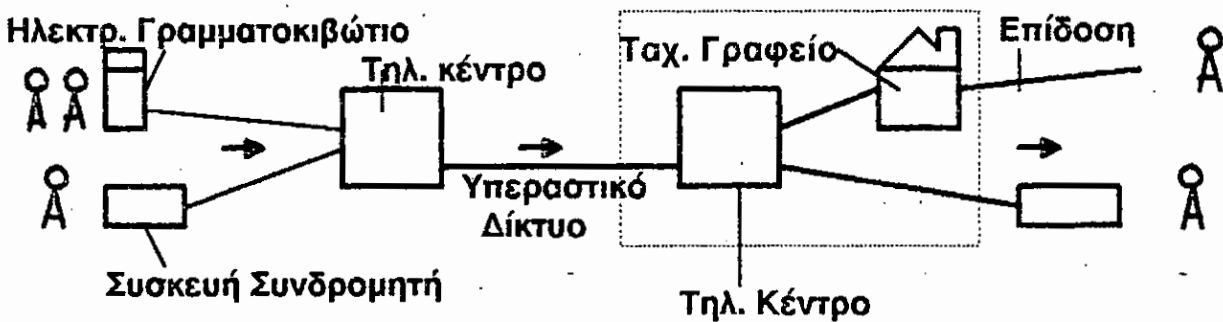 Ηλεκτρ. Γραμματοκιβώτιο
Τηλ. κέντρο
Ταχ. Γραφείο
Επίδοση
Υπεραστικό
Δίκτυο
Συσκευή Συνδρομητή
Τηλ. Κέντρο